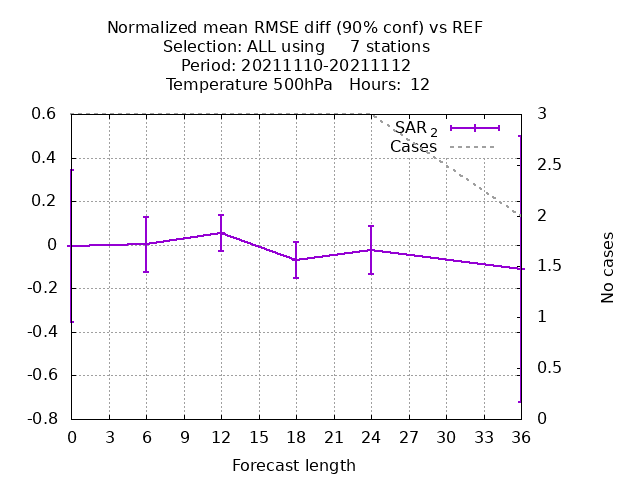 Normalized mean RMSE diff (90% conf) vs REF
Selection: ALL using     7 stations
Period: 20211110-20211112
Temperature 500hPa   Hours: 12
0.6
0.4
0.2
0
-0.2
-0.4
-0.6
-0.8
3
2.5
2
1.5
1
0.5
0
SAR 2
Cases
No cases
0 3 6 9 12 15 18 21 24 27 30 33 36
Forecast length